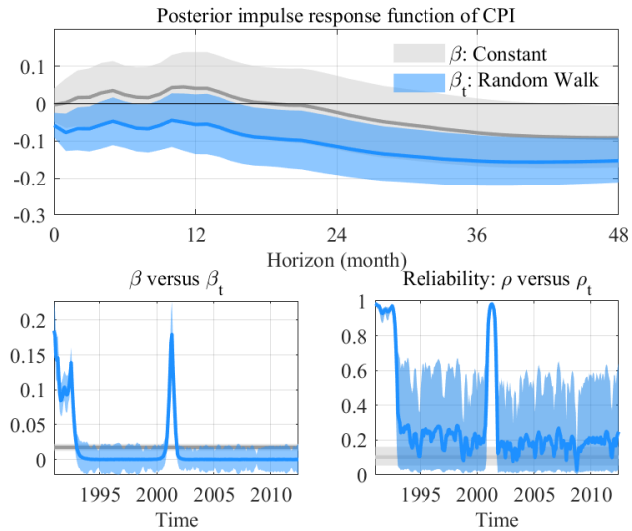 Posterior impulse response function of CPI
0.1
0
-0.1
-0.2
-0.3
β: Constant
βt: Random Walk
0 12 24 36 48
Horizon (month)
β versus βt
0.2
0.15
0.1
0.05
0
1995 2000 2005 2010
Time
Reliability: ρ versus ρt
1
0.8
0.6
0.4
0.2
0
1995 2000 2005 2010
Time